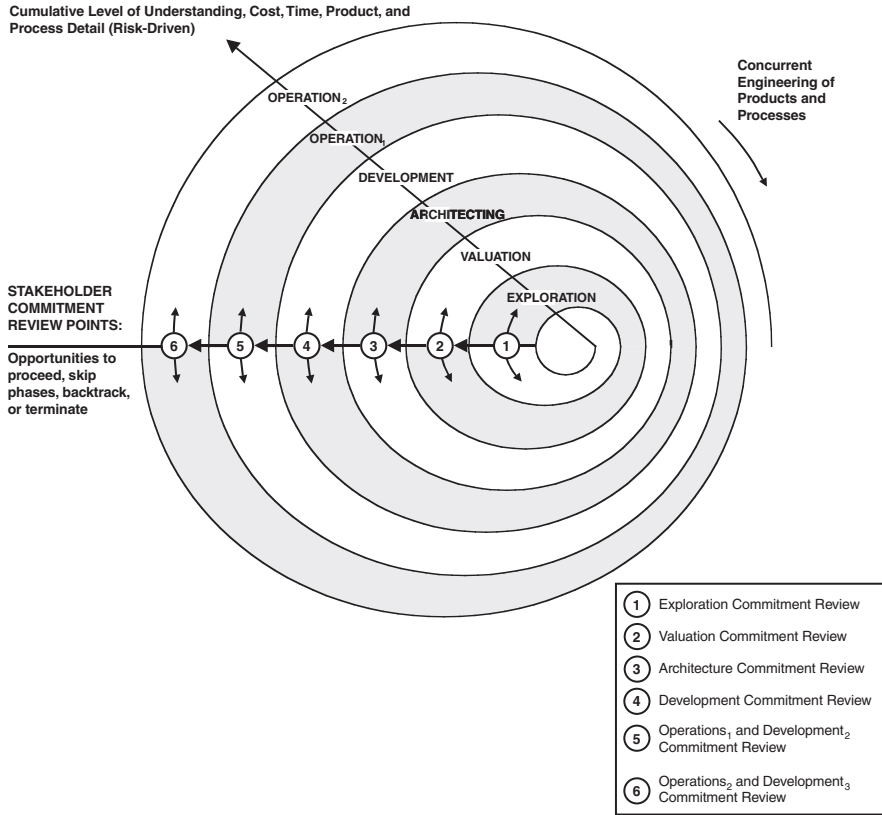 Cumulative Level of Understanding, Cost, Time, Product, and
Process Detail (Risk-Driven)
Concurrent
Engineering of
Products and
Processes
OPERATION₂
OPERATION₁
DEVELOPMENT
ARCHITECTING
VALUATION
EXPLORATION
STAKEHOLDER
COMMITMENT
REVIEW POINTS:
Opportunities to
proceed, skip
phases, backtrack,
or terminate
6 5 4 3 2 1
1 Exploration Commitment Review
2 Valuation Commitment Review
3 Architecture Commitment Review
4 Development Commitment Review
5 Operations₁ and Development₂
Commitment Review
6 Operations₂ and Development₃
Commitment Review